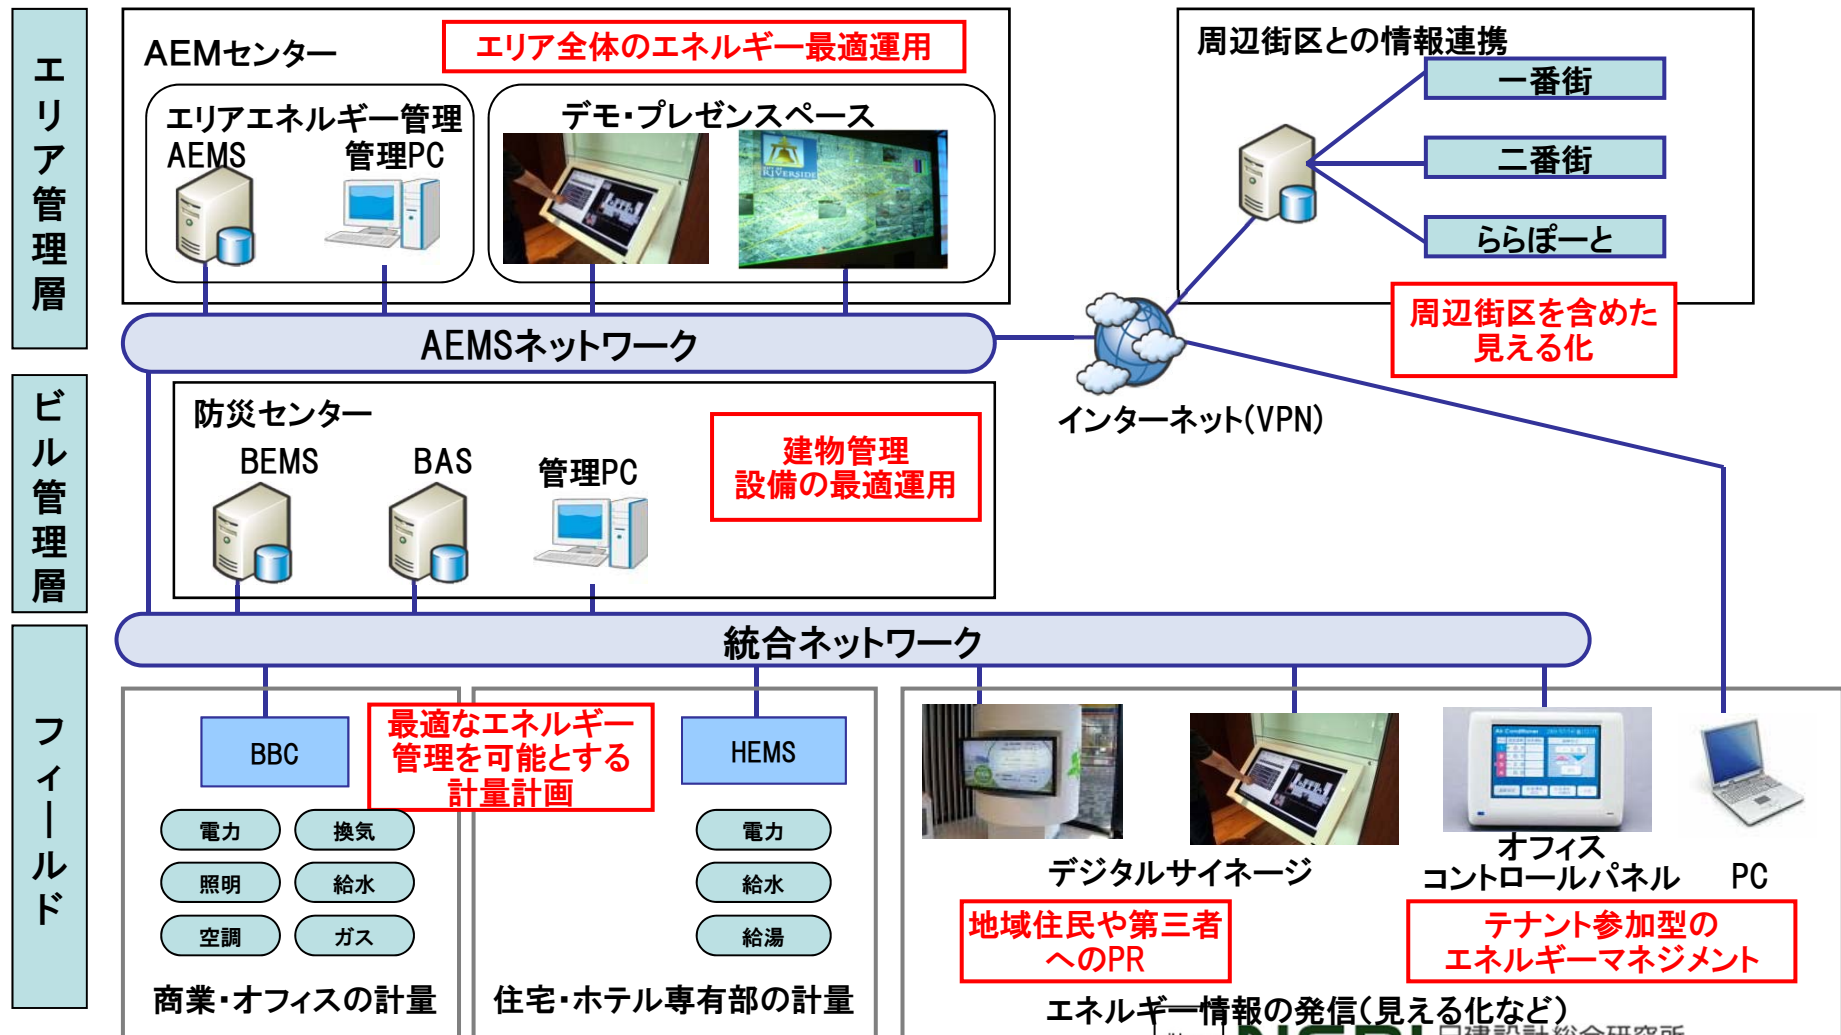 エリア管理層
AEMセンター
エリア全体のエネルギー最適運用
エリアエネルギー管理
AEMS
管理PC
デモ・プレゼンスペース
RIVERSIDE
周辺街区との情報連携
一番街
二番街
ららぽーと
周辺街区を含めた
見える化
AEMSネットワーク
インターネット(VPN)
ビル管理層
防災センター
BEMS
BAS
管理PC
建物管理
設備の最適運用
統合ネットワーク
フィールド
BBC
最適なエネルギー
管理を可能とする
計量計画
HEMS
電力
換気
照明
給水
空調
ガス
商業・オフィスの計量
電力
給水
給湯
住宅・ホテル専有部の計量
Air Conditioner
デジタルサイネージ
オフィス
コントロールパネル
PC
地域住民や第三者
へのPR
テナント参加型の
エネルギーマネジメント
エネルギー情報の発信(見える化など)
NSRI 日建設計総合研究所